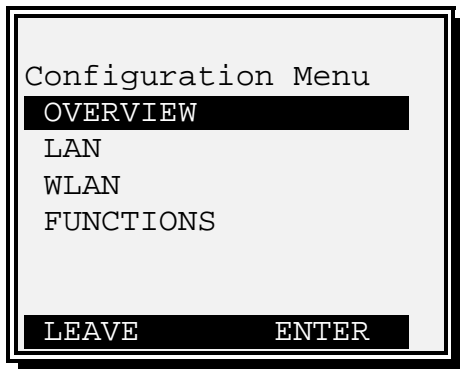 Configuration Menu
OVERVIEW
LAN
WLAN
FUNCTIONS
LEAVE ENTER